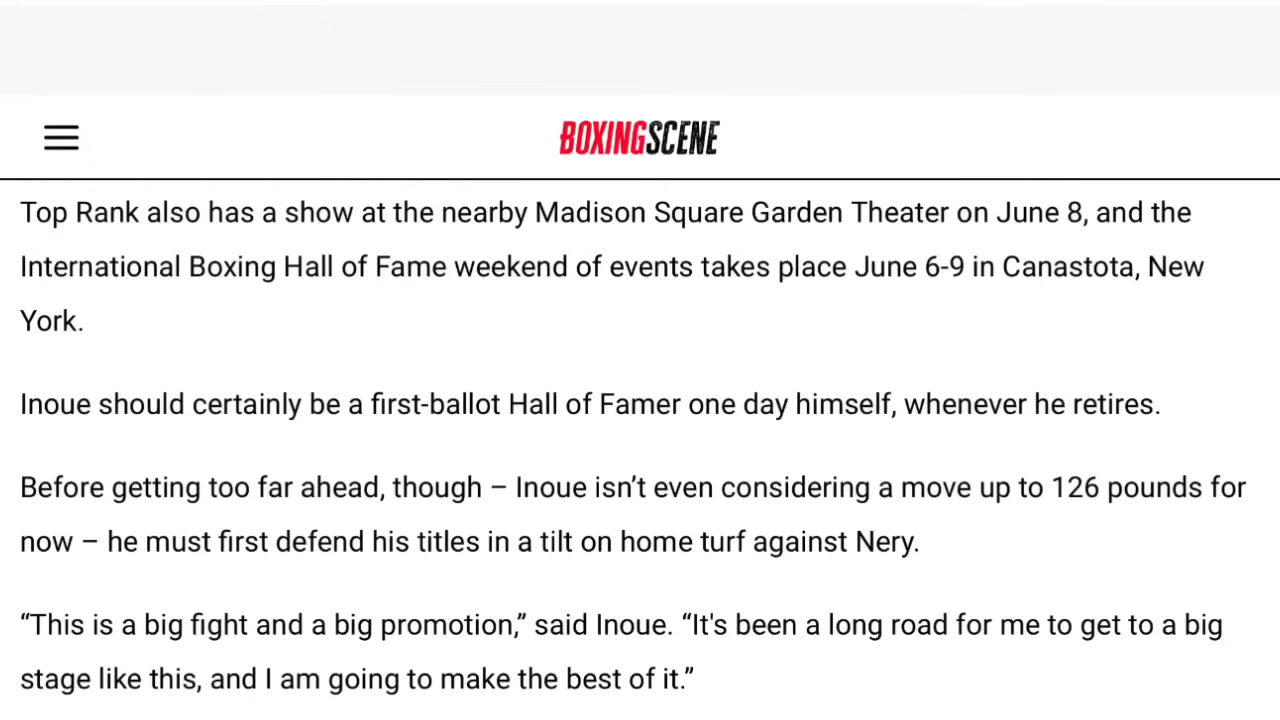 BOXINGSCENE
Top Rank also has a show at the nearby Madison Square Garden Theater on June 8, and the
International Boxing Hall of Fame weekend of events takes place June 6-9 in Canastota, New
York.
Inoue should certainly be a first-ballot Hall of Famer one day himself, whenever he retires.
Before getting too far ahead, though – Inoue isn’t even considering a move up to 126 pounds for
now – he must first defend his titles in a tilt on home turf against Nery.
“This is a big fight and a big promotion,” said Inoue. “It's been a long road for me to get to a big
stage like this, and I am going to make the best of it.”